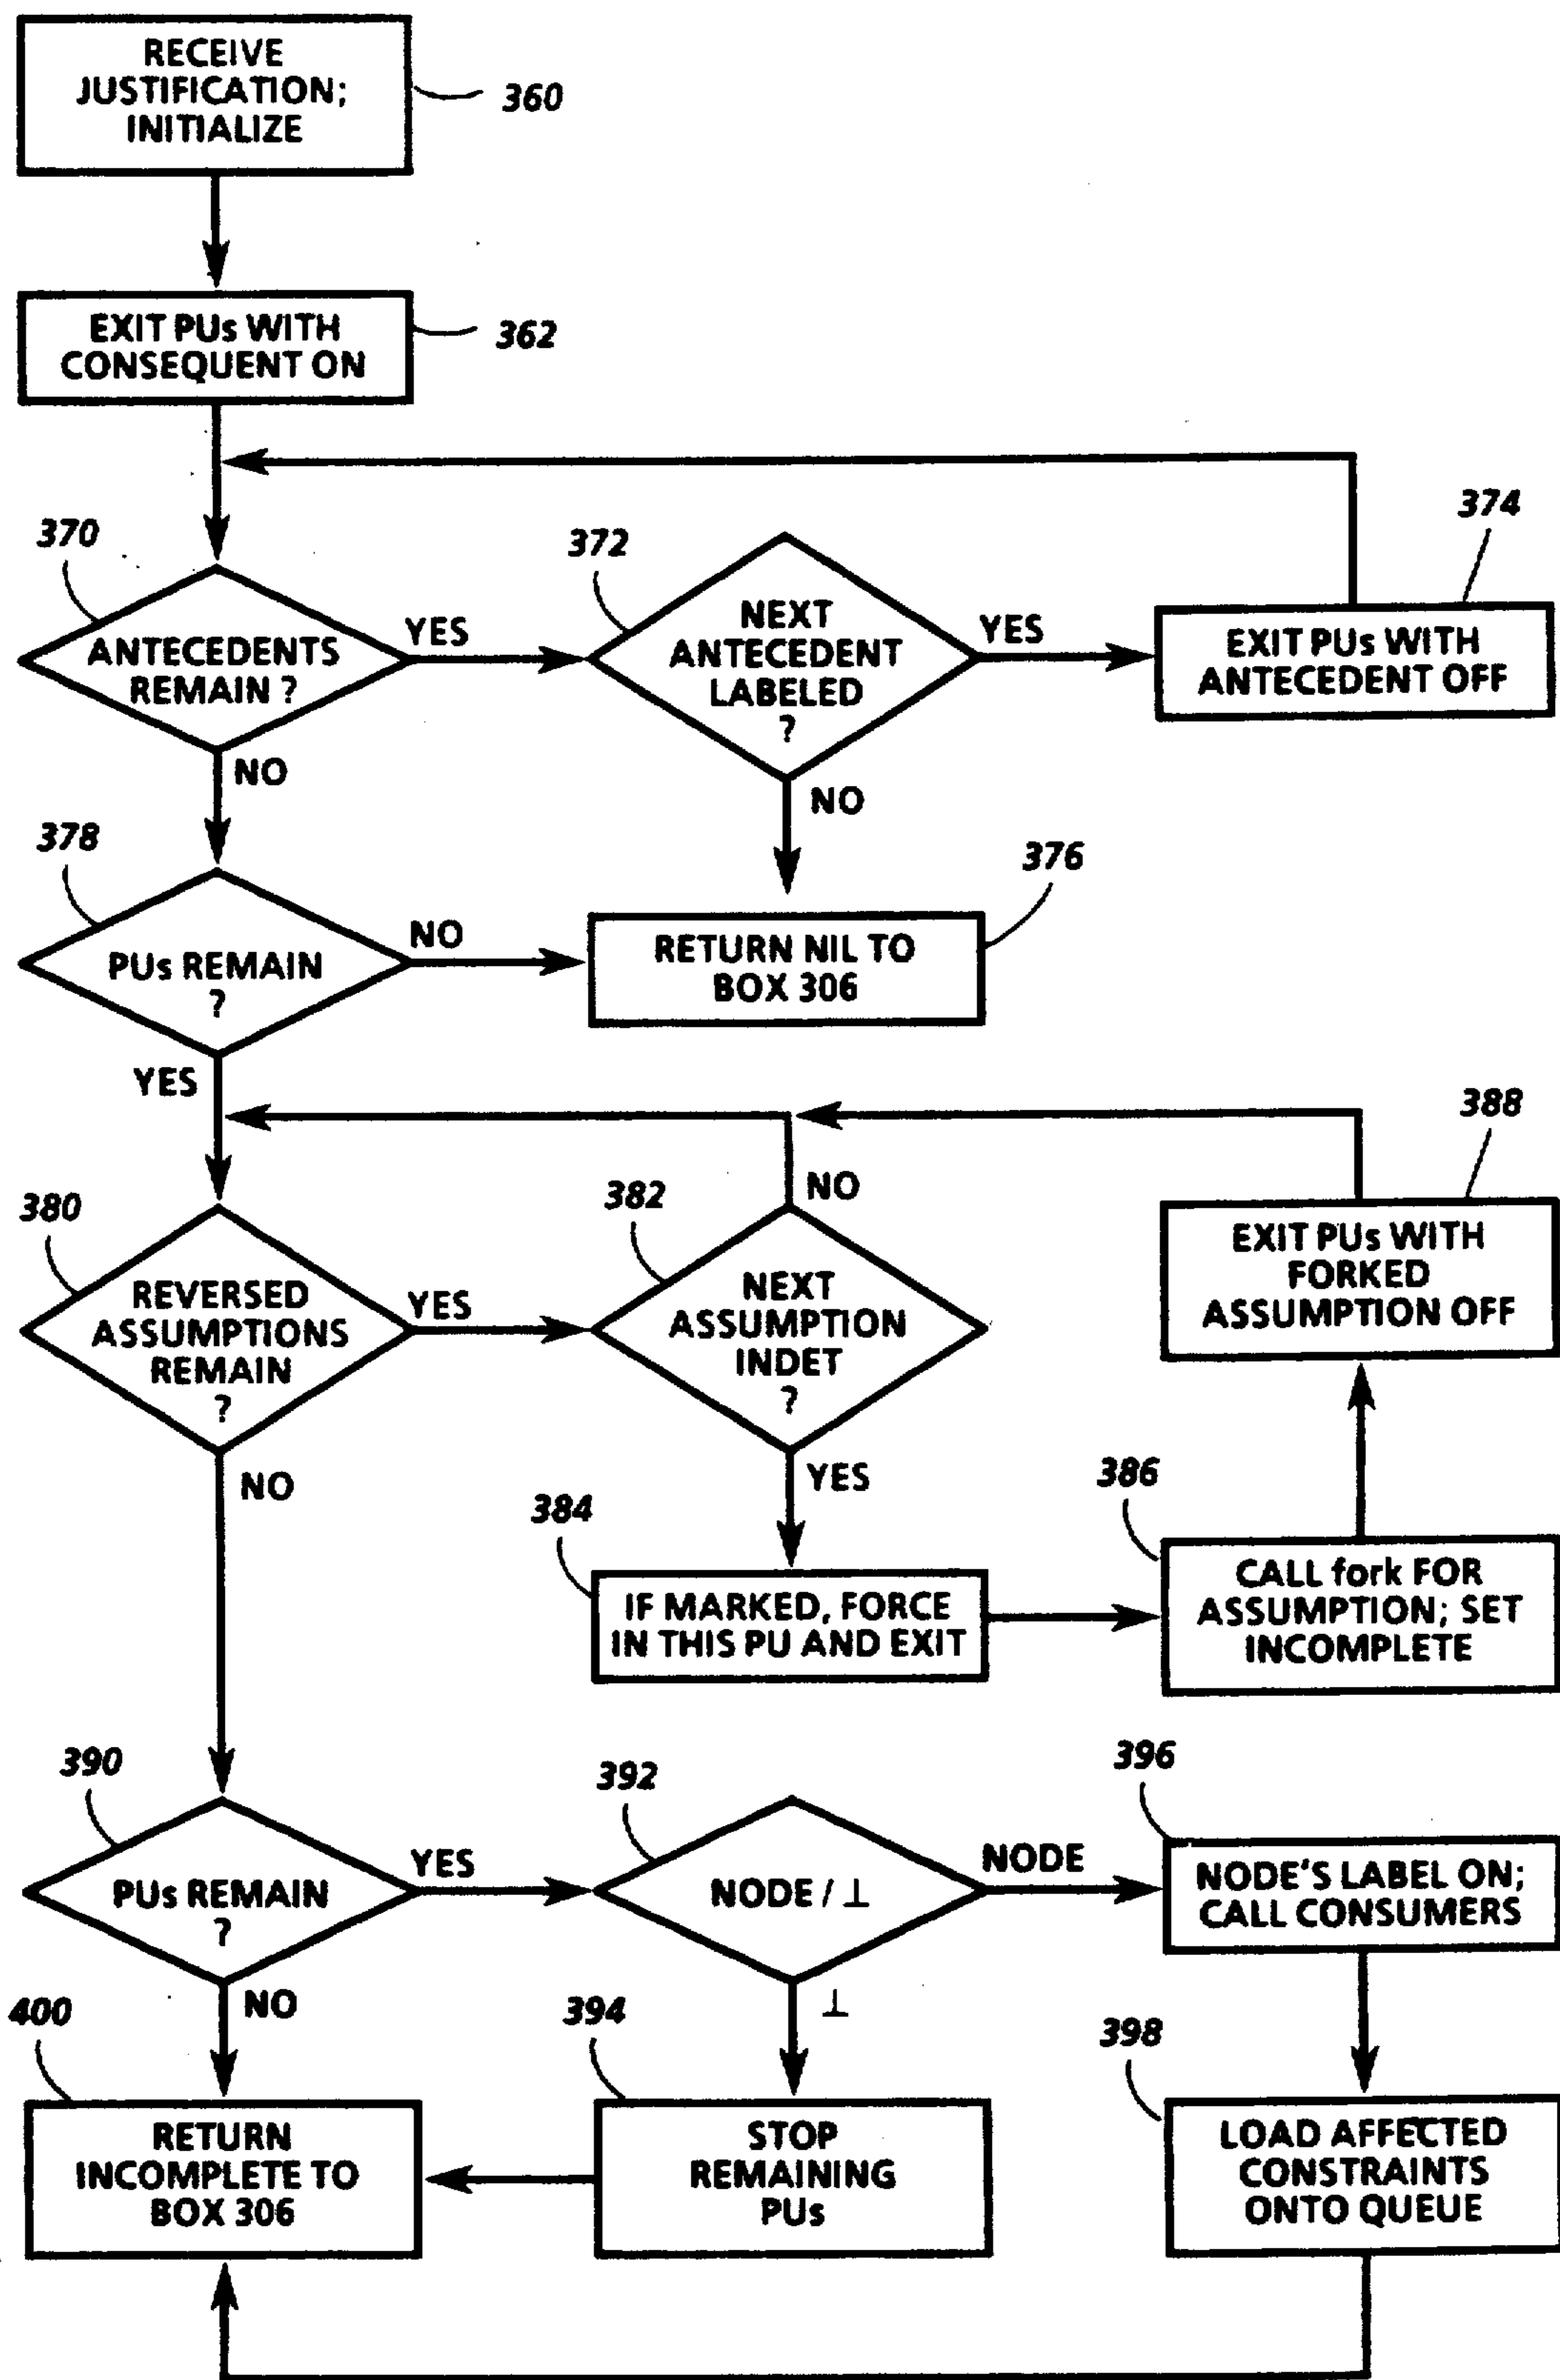 RECEIVE
JUSTIFICATION;
INITIALIZE
360
EXIT PUs WITH
CONSEQUENT ON
362
370
ANTECEDENTS
REMAIN ?
YES
NO
372
NEXT
ANTECEDENT
LABELED
?
YES
NO
374
EXIT PUs WITH
ANTECEDENT OFF
378
PUs REMAIN
?
NO
YES
376
RETURN NIL TO
BOX 306
380
REVERSED
ASSUMPTIONS
REMAIN
?
YES
NO
382
NO
NEXT
ASSUMPTION
INDET
?
YES
388
EXIT PUs WITH
FORKED
ASSUMPTION OFF
384
IF MARKED, FORCE
IN THIS PU AND EXIT
386
CALL fork FOR
ASSUMPTION; SET
INCOMPLETE
390
PUs REMAIN
?
YES
NO
392
NODE / ⊥
NODE
⊥
396
NODE'S LABEL ON;
CALL CONSUMERS
400
RETURN
INCOMPLETE TO
BOX 306
394
STOP
REMAINING
PUs
398
LOAD AFFECTED
CONSTRAINTS
ONTO QUEUE